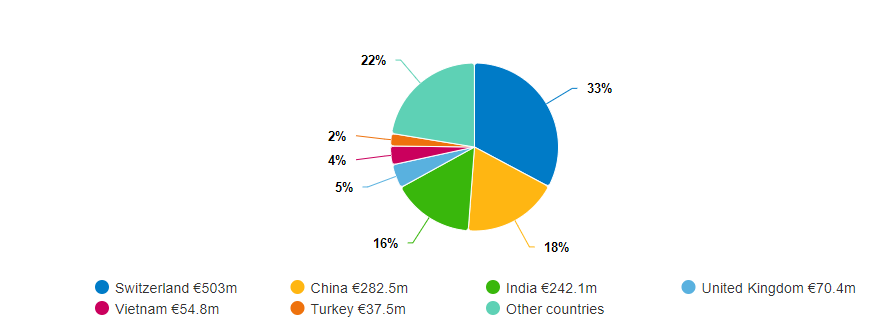 22%
33%
2%
4%
5%
16%
18%
Switzerland €503m
China €282.5m
India €242.1m
United Kingdom €70.4m
Vietnam €54.8m
Turkey €37.5m
Other countries